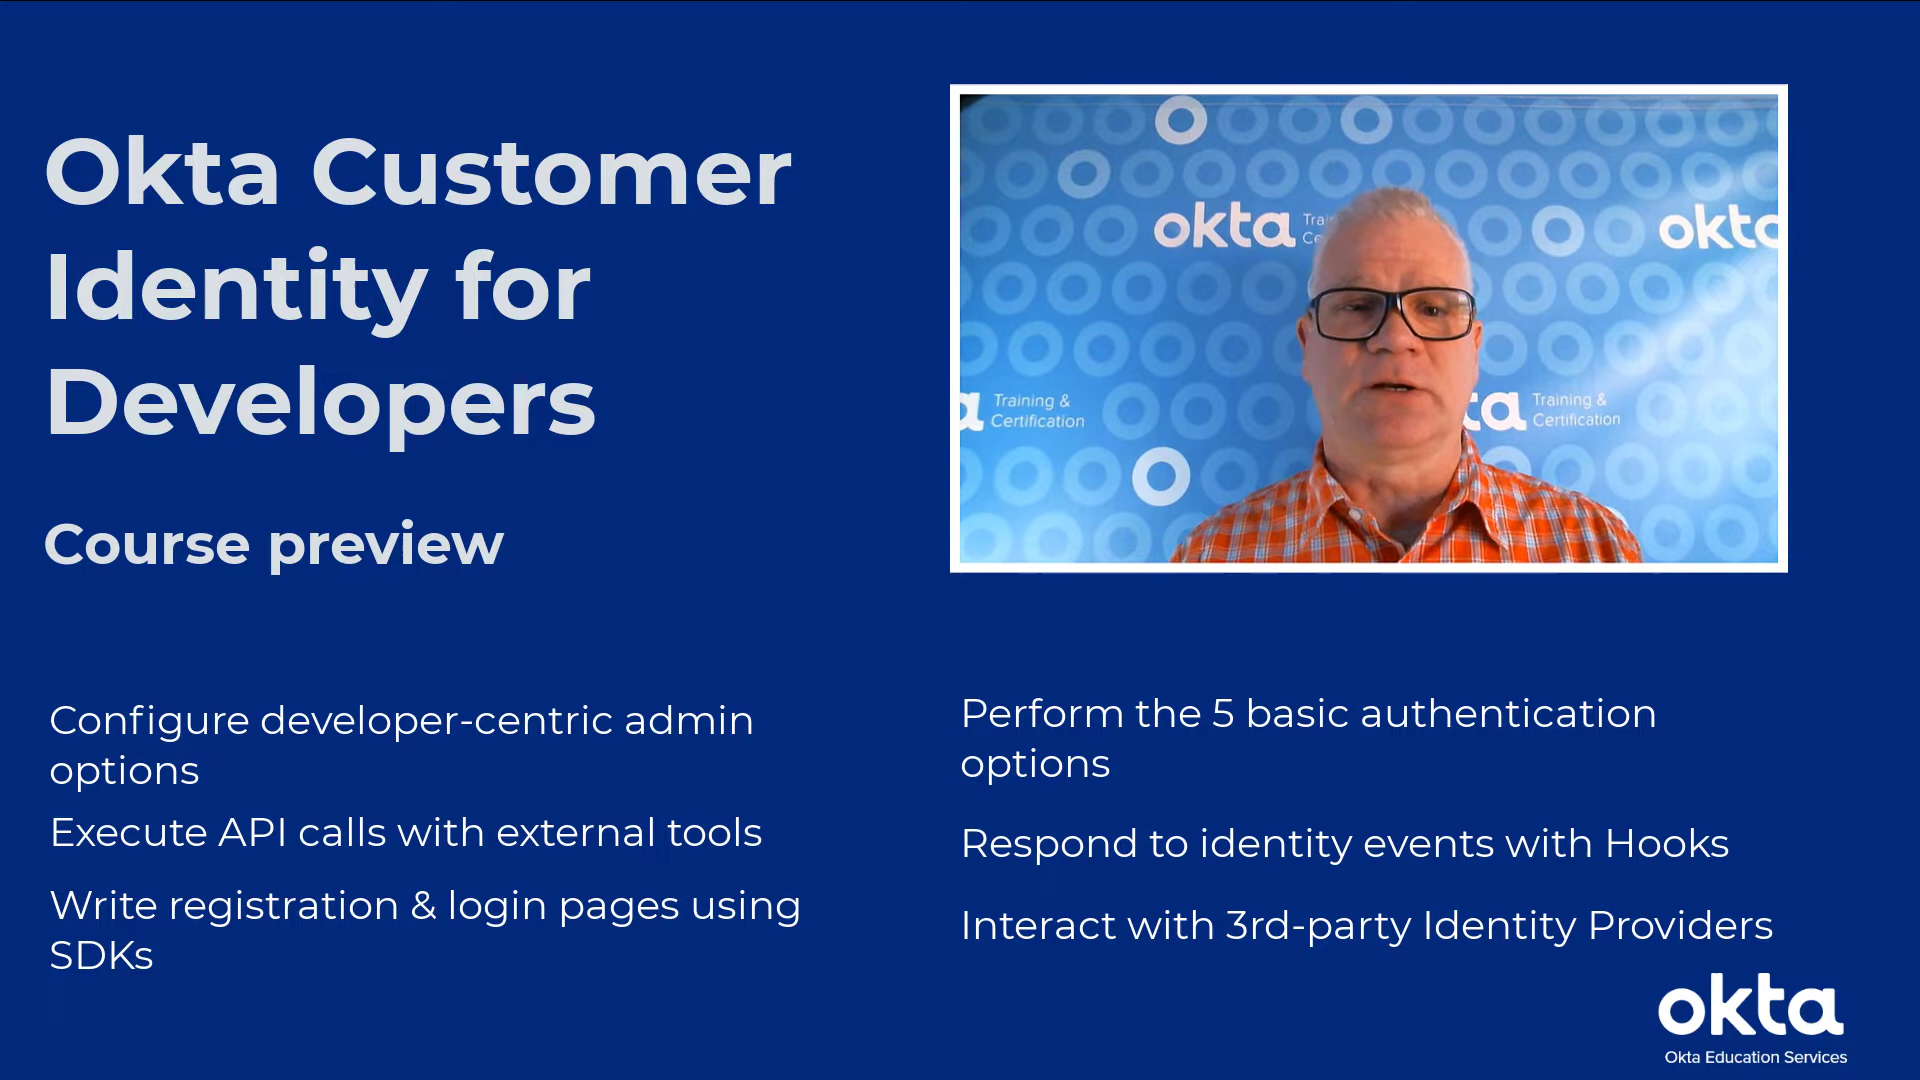 Okta Customer
Identity for
Developers
Course preview
okta
okta
Training &
Certification
Training &
Certification
Configure developer-centric admin
options
Execute API calls with external tools
Write registration & login pages using
SDKs
Perform the 5 basic authentication
options
Respond to identity events with Hooks
Interact with 3rd-party Identity Providers
okta
Okta Education Services